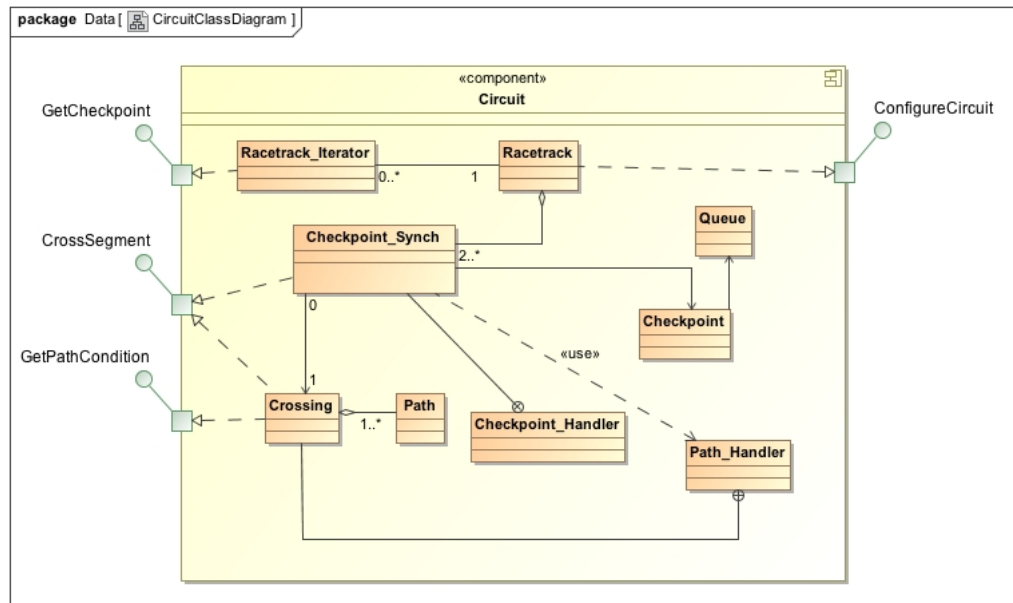 package Data [ CircuitClassDiagram ]
«component»
Circuit
GetCheckpoint
ConfigureCircuit
Racetrack_Iterator
Racetrack
0..*
1
Queue
CrossSegment
Checkpoint_Synch
2..*
0
Checkpoint
GetPathCondition
«use»
1
Crossing
Path
1..*
Checkpoint_Handler
Path_Handler